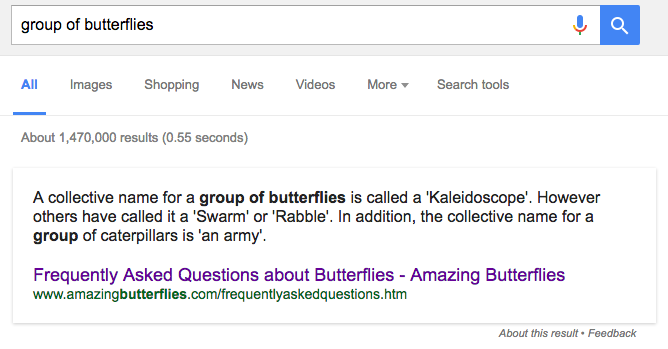 group of butterflies
All Images Shopping News Videos More Search tools
About 1,470,000 results (0.55 seconds)
A collective name for a group of butterflies is called a 'Kaleidoscope'. However
others have called it a 'Swarm' or 'Rabble'. In addition, the collective name for a
group of caterpillars is 'an army'.
Frequently Asked Questions about Butterflies - Amazing Butterflies
www.amazingbutterflies.com/frequentlyaskedquestions.htm
About this result • Feedback